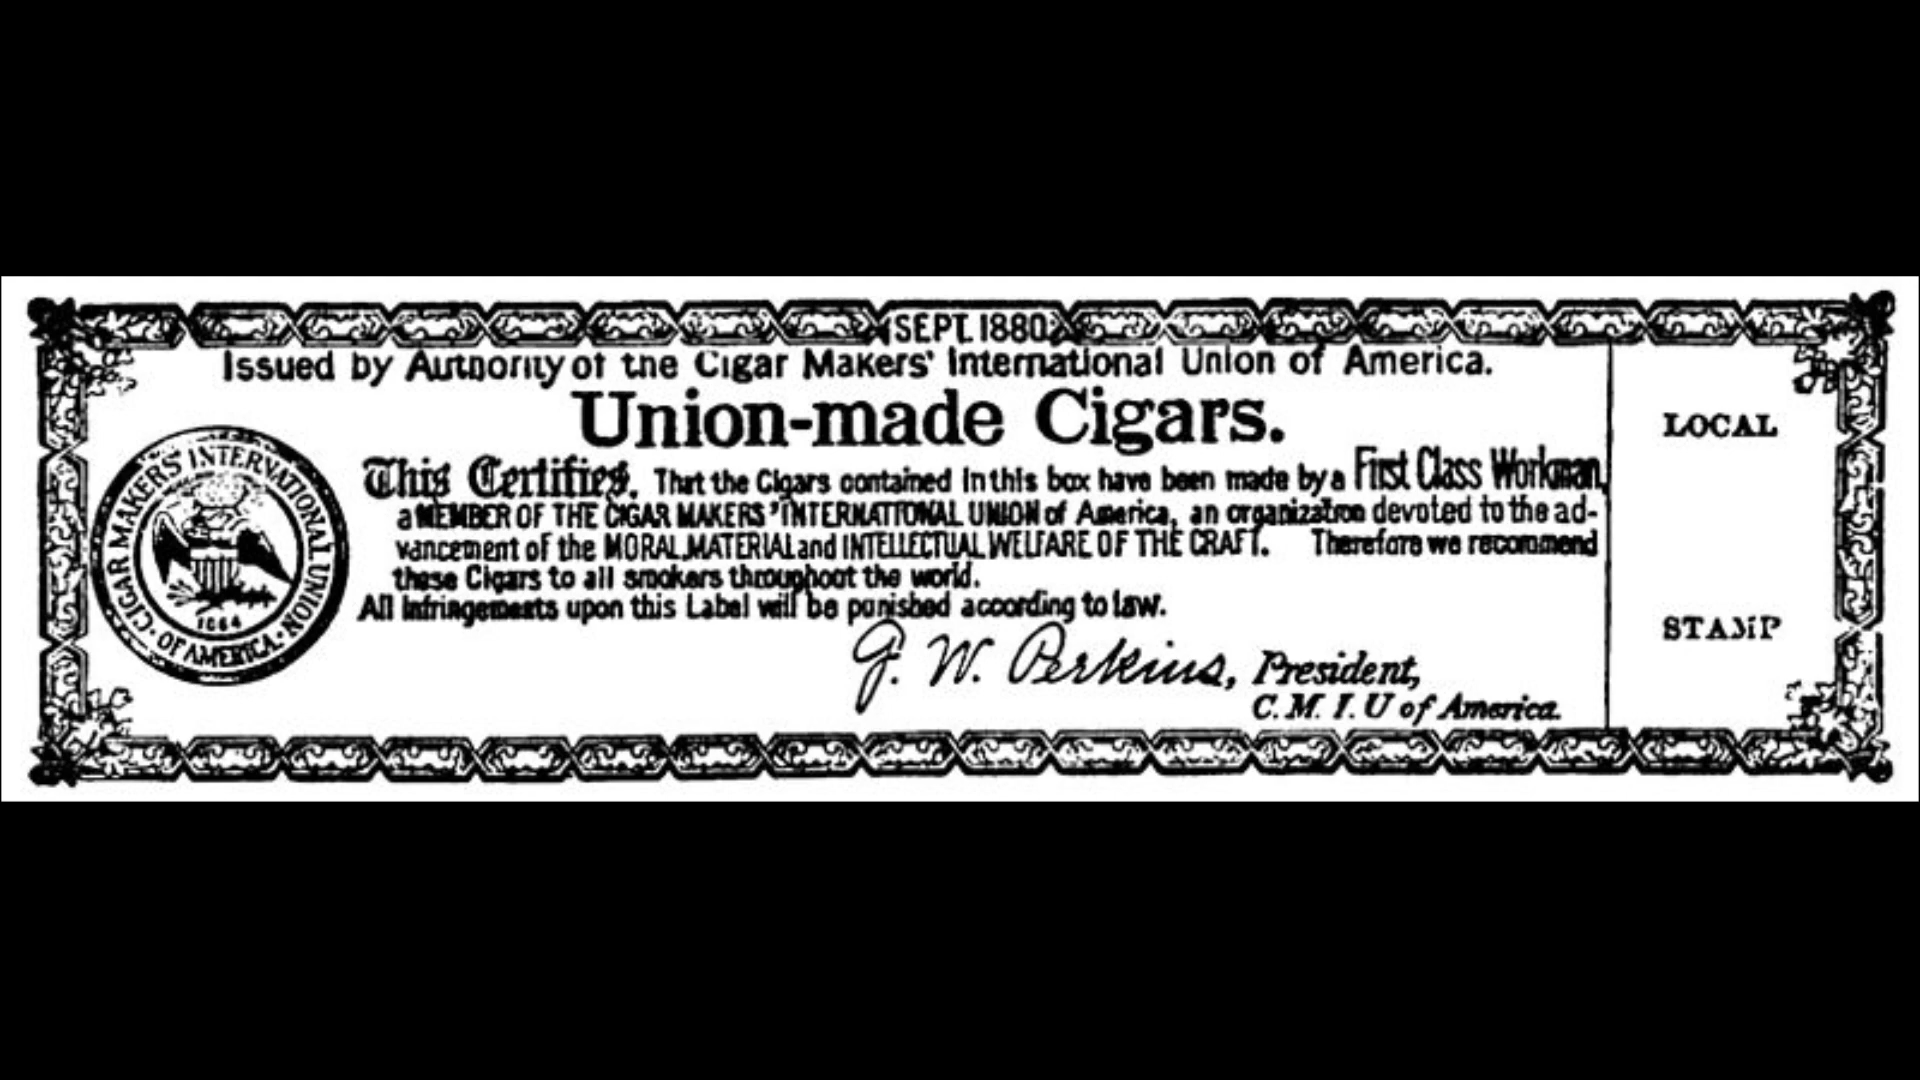 SEPT. 1880
Issued by Authority of the Cigar Makers' International Union of America.
Union-made Cigars.
This Certifies. That the Cigars contained in this box have been made by a First Class Workman,
a MEMBER OF THE CIGAR MAKERS' INTERNATIONAL UNION of America, an organization devoted to the ad-
vancement of the MORAL, MATERIAL and INTELLECTUAL WELFARE OF THE CRAFT. Therefore we recommend
these Cigars to all smokers throughout the world.
All Infringements upon this Label will be punished according to law.
G. W. Perkins, President,
C. M. I. U of America.
CIGAR MAKERS' INTERNATIONAL UNION
· OF AMERICA ·
1864
LOCAL
STAMP